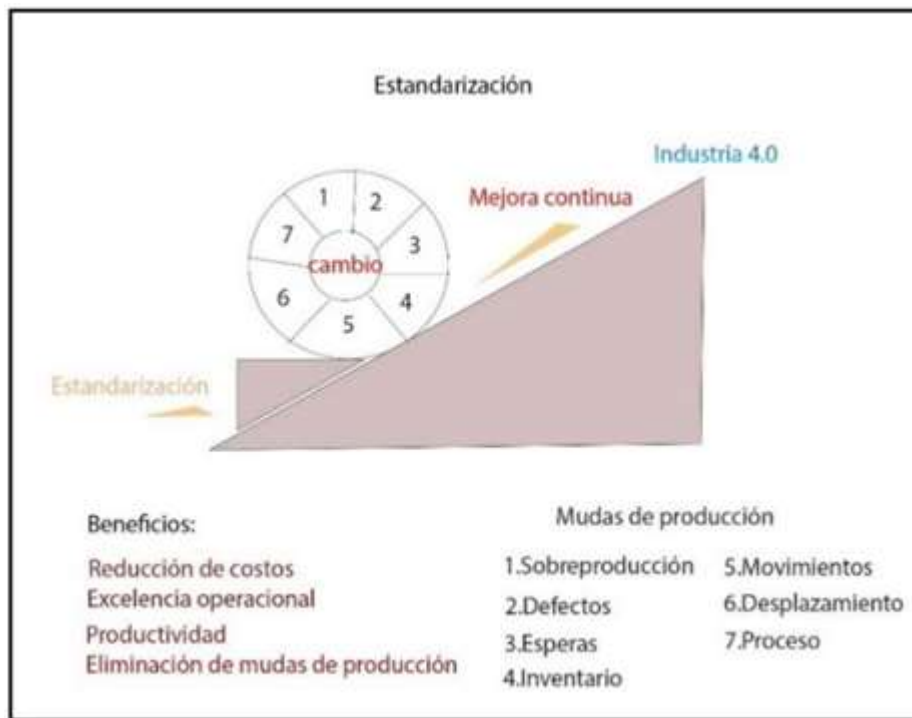 Estandarización
Industria 4.0
Mejora continua
1
2
3
4
5
6
7
cambio
Estandarización
Beneficios:
Reducción de costos
Excelencia operacional
Productividad
Eliminación de mudas de producción
Mudas de producción
1.Sobreproducción
2.Defectos
3.Esperas
4.Inventario
5.Movimientos
6.Desplazamiento
7.Proceso